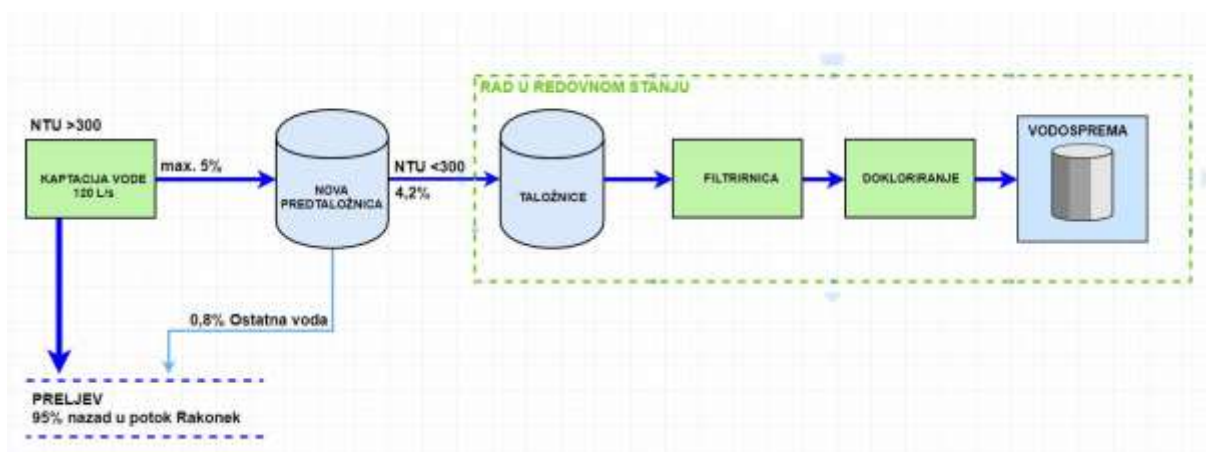 RAD U REDOVNOM STANJU
NTU >300
KAPTACIJA VODE
120 L/s
max. 5%
NOVA
PREDTALOŽNICA
NTU <300
4,2%
TALOŽNICE
FILTRIRNICA
DOKLORIRANJE
VODOSPREMA
0,8% Ostatna voda
PRELJEV
95% nazad u potok Rakonek